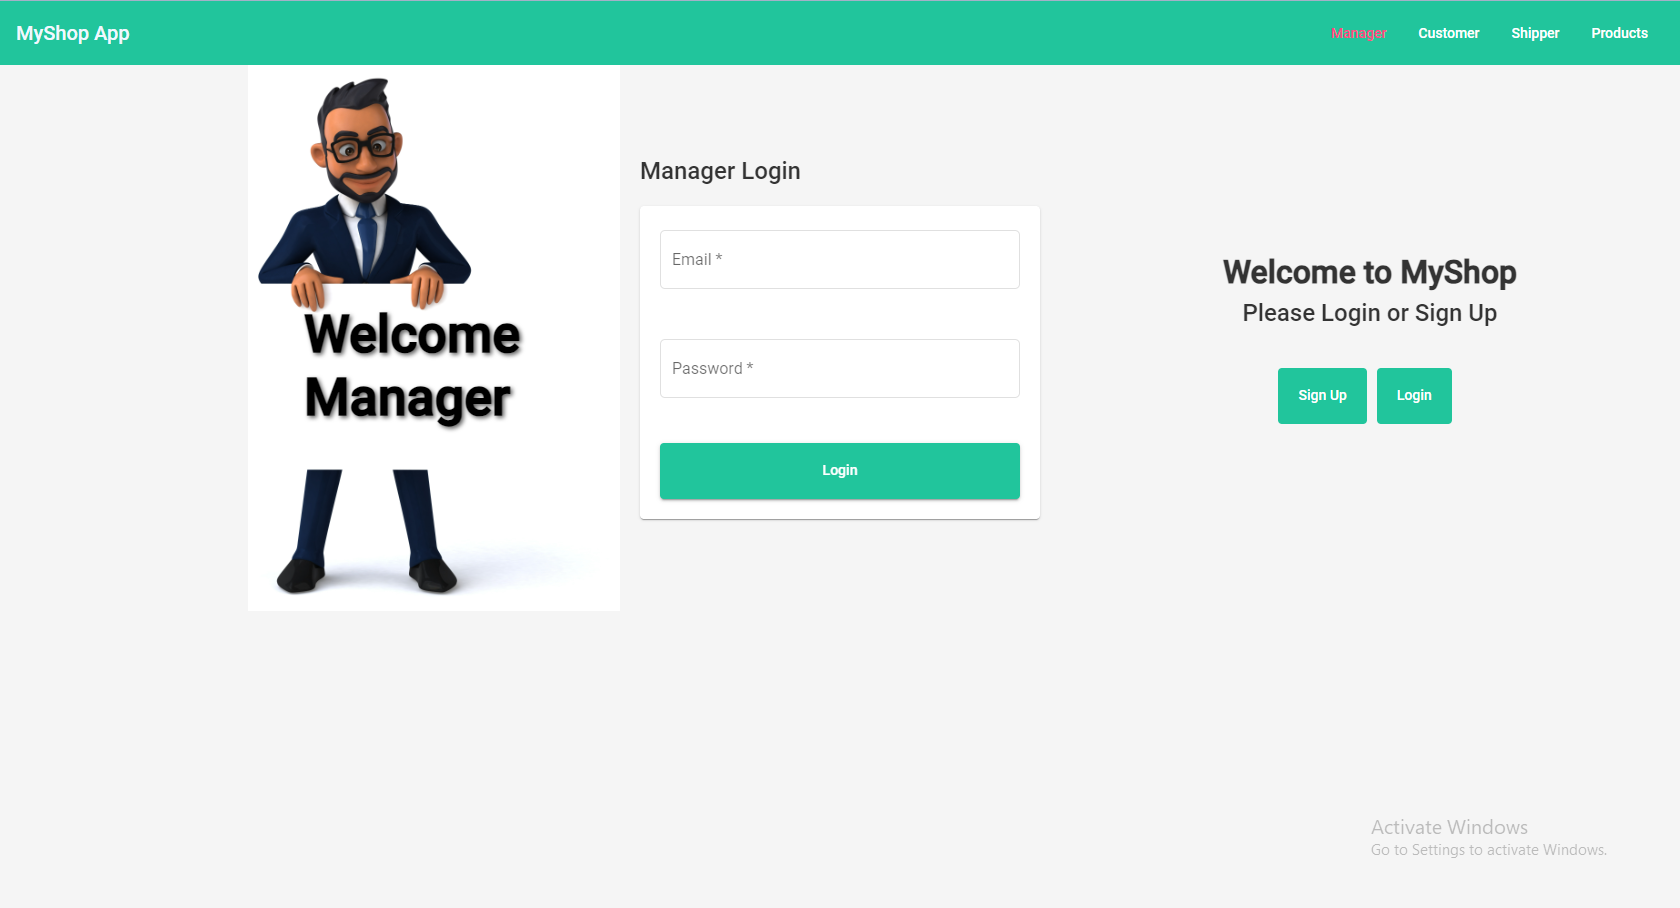 MyShop App
Manager Customer Shipper Products
Welcome
Manager
Manager Login
Email *
Password *
Login
Welcome to MyShop
Please Login or Sign Up
Sign Up Login
Activate Windows
Go to Settings to activate Windows.